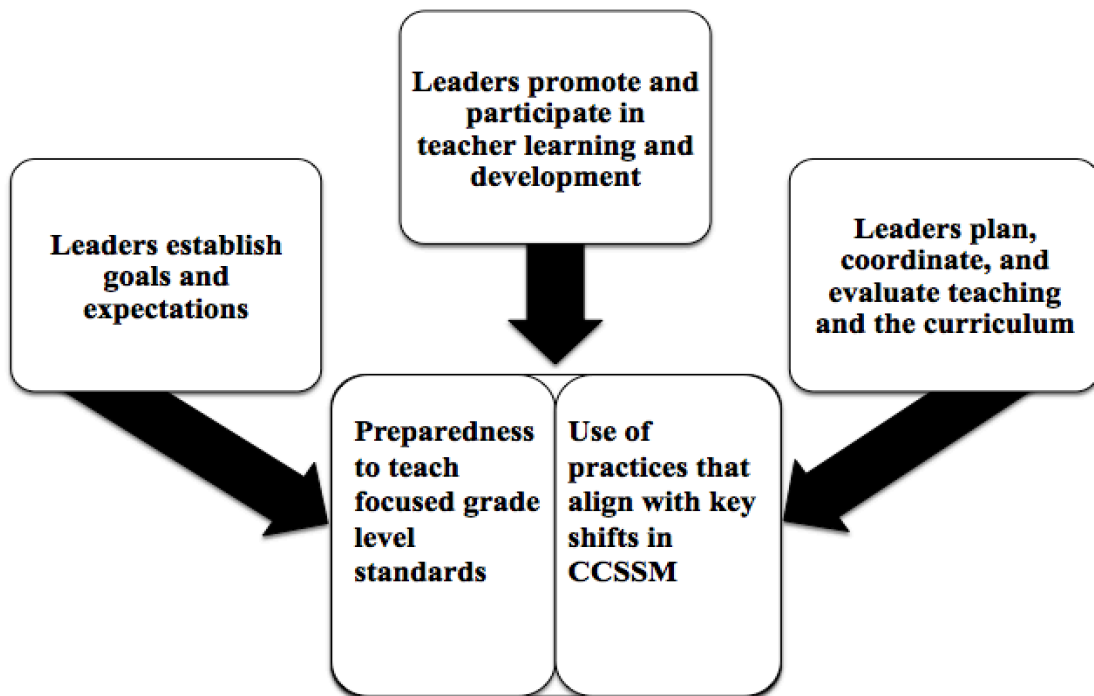 Leaders establish
goals and
expectations
Leaders promote and
participate in
teacher learning and
development
Leaders plan,
coordinate, and
evaluate teaching
and the curriculum
Preparedness
to teach
focused grade
level
standards
Use of
practices that
align with key
shifts in
CCSSM